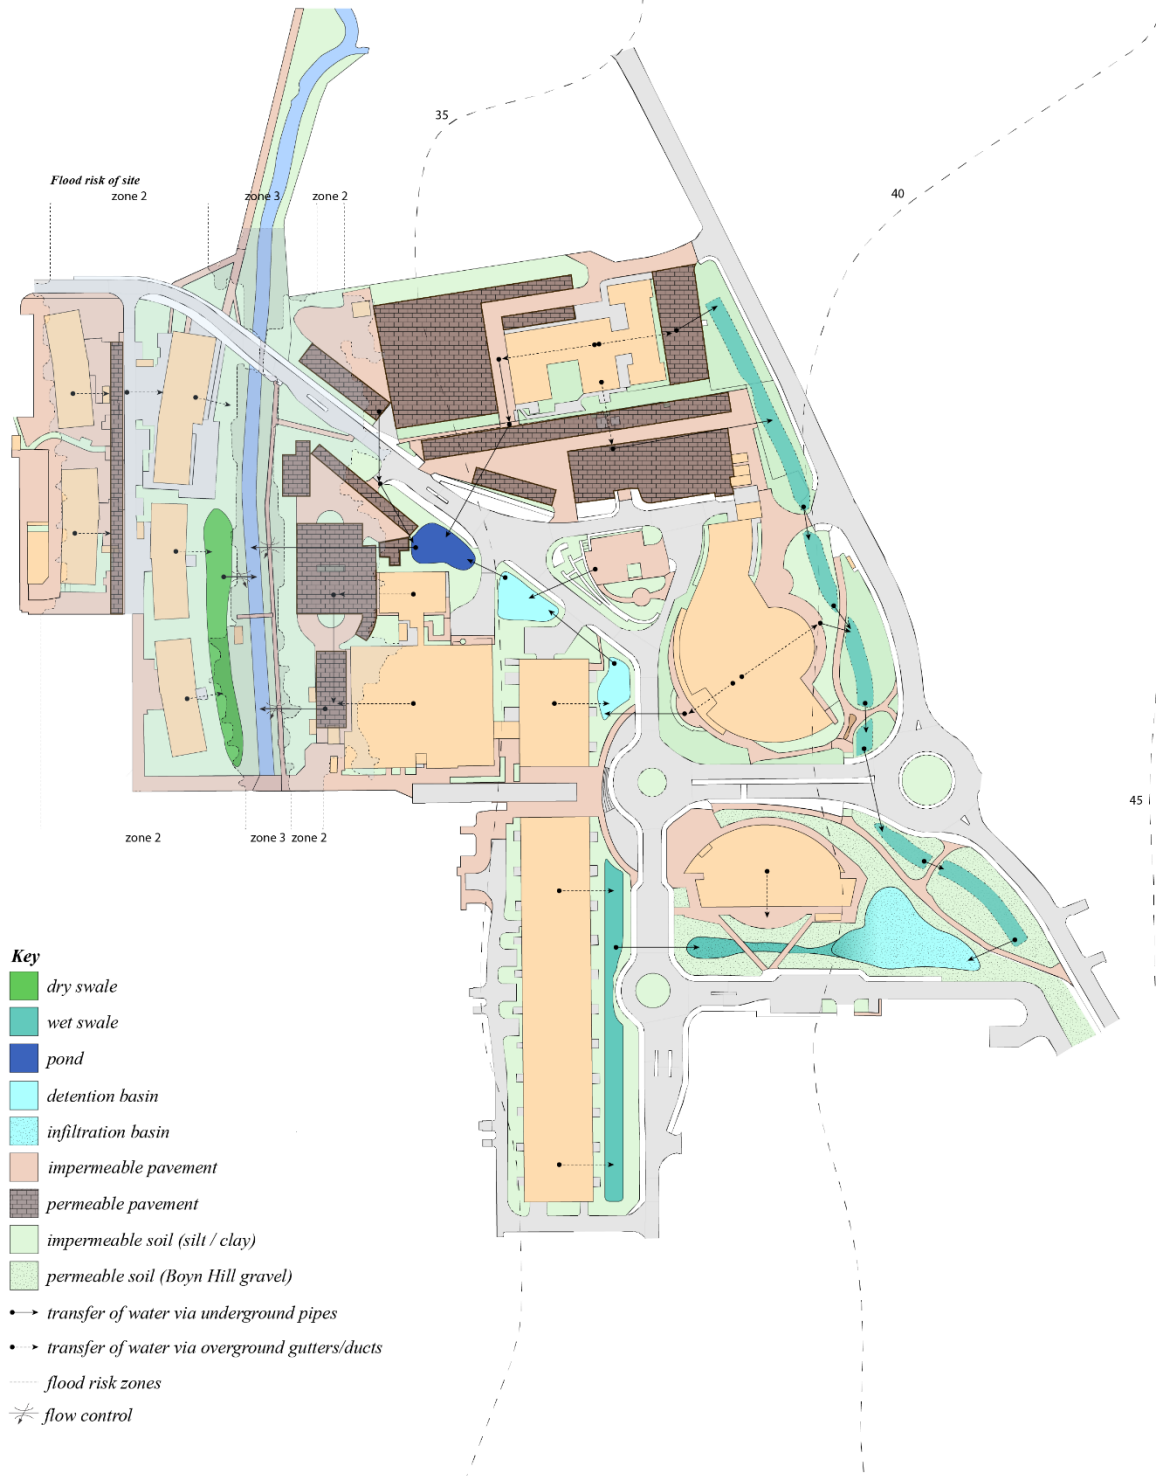 35
40
Flood risk of site
zone 2
zone 3
zone 2
45
zone 2
zone 3
zone 2
Key
dry swale
wet swale
pond
detention basin
infiltration basin
impermeable pavement
permeable pavement
impermeable soil (silt / clay)
permeable soil (Boyn Hill gravel)
transfer of water via underground pipes
transfer of water via overground gutters/ducts
flood risk zones
flow control